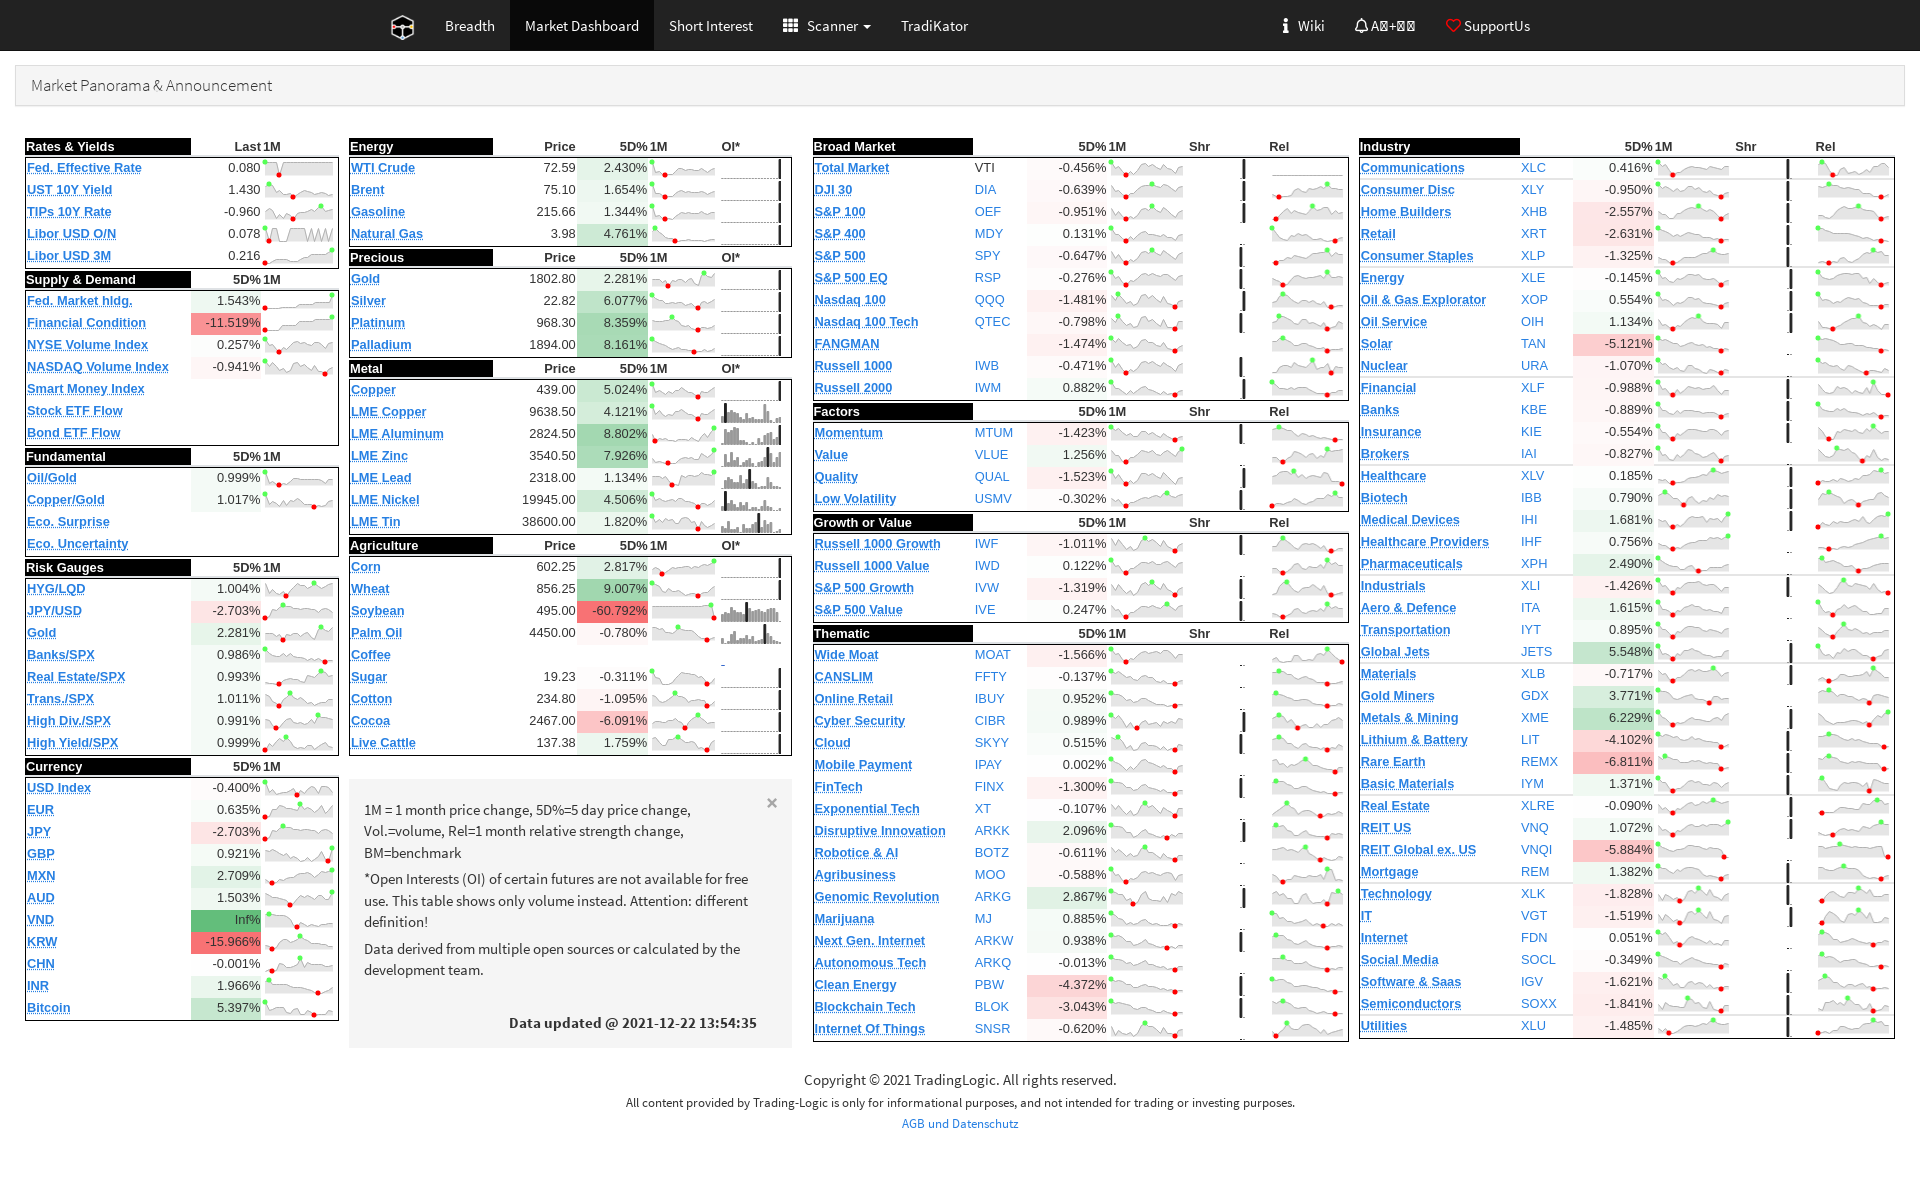 Breadth
Market Dashboard
Short Interest
Scanner
TradiKator
Wiki
SupportUs
Market Panorama & Announcement
Rates & Yields Last 1M
Fed. Effective Rate 0.080
UST 10Y Yield 1.430
TIPs 10Y Rate -0.960
Libor USD O/N 0.078
Libor USD 3M 0.216
Supply & Demand 5D% 1M
Fed. Market hldg. 1.543%
Financial Condition -11.519%
NYSE Volume Index 0.257%
NASDAQ Volume Index -0.941%
Smart Money Index
Stock ETF Flow
Bond ETF Flow
Fundamental 5D% 1M
Oil/Gold 0.999%
Copper/Gold 1.017%
Eco. Surprise
Eco. Uncertainty
Risk Gauges 5D% 1M
HYG/LQD 1.004%
JPY/USD -2.703%
Gold 2.281%
Banks/SPX 0.986%
Real Estate/SPX 0.993%
Trans./SPX 1.011%
High Div./SPX 0.991%
High Yield/SPX 0.999%
Currency 5D% 1M
USD Index -0.400%
EUR 0.635%
JPY -2.703%
GBP 0.921%
MXN 2.709%
AUD 1.503%
VND Inf%
KRW -15.966%
CHN -0.001%
INR 1.966%
Bitcoin 5.397%
Energy Price 5D% 1M OI*
WTI Crude 72.59 2.430%
Brent 75.10 1.654%
Gasoline 215.66 1.344%
Natural Gas 3.98 4.761%
Precious Price 5D% 1M OI*
Gold 1802.80 2.281%
Silver 22.82 6.077%
Platinum 968.30 8.359%
Palladium 1894.00 8.161%
Metal Price 5D% 1M OI*
Copper 439.00 5.024%
LME Copper 9638.50 4.121%
LME Aluminum 2824.50 8.802%
LME Zinc 3540.50 7.926%
LME Lead 2318.00 1.134%
LME Nickel 19945.00 4.506%
LME Tin 38600.00 1.820%
Agriculture Price 5D% 1M OI*
Corn 602.25 2.817%
Wheat 856.25 9.007%
Soybean 495.00 -60.792%
Palm Oil 4450.00 -0.780%
Coffee
Sugar 19.23 -0.311%
Cotton 234.80 -1.095%
Cocoa 2467.00 -6.091%
Live Cattle 137.38 1.759%
×
1M = 1 month price change, 5D%=5 day price change,
Vol.=volume, Rel=1 month relative strength change,
BM=benchmark
*Open Interests (OI) of certain futures are not available for free
use. This table shows only volume instead. Attention: different
definition!
Data derived from multiple open sources or calculated by the
development team.
Data updated @ 2021-12-22 13:54:35
Broad Market 5D% 1M Shr Rel
Total Market VTI -0.456%
DJI 30 DIA -0.639%
S&P 100 OEF -0.951%
S&P 400 MDY 0.131%
S&P 500 SPY -0.647%
S&P 500 EQ RSP -0.276%
Nasdaq 100 QQQ -1.481%
Nasdaq 100 Tech QTEC -0.798%
FANGMAN -1.474%
Russell 1000 IWB -0.471%
Russell 2000 IWM 0.882%
Factors 5D% 1M Shr Rel
Momentum MTUM -1.423%
Value VLUE 1.256%
Quality QUAL -1.523%
Low Volatility USMV -0.302%
Growth or Value 5D% 1M Shr Rel
Russell 1000 Growth IWF -1.011%
Russell 1000 Value IWD 0.122%
S&P 500 Growth IVW -1.319%
S&P 500 Value IVE 0.247%
Thematic 5D% 1M Shr Rel
Wide Moat MOAT -1.566%
CANSLIM FFTY -0.137%
Online Retail IBUY 0.952%
Cyber Security CIBR 0.989%
Cloud SKYY 0.515%
Mobile Payment IPAY 0.002%
FinTech FINX -1.300%
Exponential Tech XT -0.107%
Disruptive Innovation ARKK 2.096%
Robotice & AI BOTZ -0.611%
Agribusiness MOO -0.588%
Genomic Revolution ARKG 2.867%
Marijuana MJ 0.885%
Next Gen. Internet ARKW 0.938%
Autonomous Tech ARKQ -0.013%
Clean Energy PBW -4.372%
Blockchain Tech BLOK -3.043%
Internet Of Things SNSR -0.620%
Industry 5D% 1M Shr Rel
Communications XLC 0.416%
Consumer Disc XLY -0.950%
Home Builders XHB -2.557%
Retail XRT -2.631%
Consumer Staples XLP -1.325%
Energy XLE -0.145%
Oil & Gas Explorator XOP 0.554%
Oil Service OIH 1.134%
Solar TAN -5.121%
Nuclear URA -1.070%
Financial XLF -0.988%
Banks KBE -0.889%
Insurance KIE -0.554%
Brokers IAI -0.827%
Healthcare XLV 0.185%
Biotech IBB 0.790%
Medical Devices IHI 1.681%
Healthcare Providers IHF 0.756%
Pharmaceuticals XPH 2.490%
Industrials XLI -1.426%
Aero & Defence ITA 1.615%
Transportation IYT 0.895%
Global Jets JETS 5.548%
Materials XLB -0.717%
Gold Miners GDX 3.771%
Metals & Mining XME 6.229%
Lithium & Battery LIT -4.102%
Rare Earth REMX -6.811%
Basic Materials IYM 1.371%
Real Estate XLRE -0.090%
REIT US VNQ 1.072%
REIT Global ex. US VNQI -5.884%
Mortgage REM 1.382%
Technology XLK -1.828%
IT VGT -1.519%
Internet FDN 0.051%
Social Media SOCL -0.349%
Software & Saas IGV -1.621%
Semiconductors SOXX -1.841%
Utilities XLU -1.485%
Copyright © 2021 TradingLogic. All rights reserved.
All content provided by Trading-Logic is only for informational purposes, and not intended for trading or investing purposes.
AGB und Datenschutz